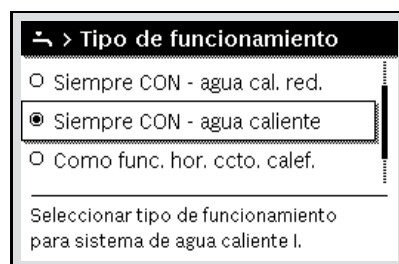 > Tipo de funcionamiento
Siempre CON - agua cal. red.
Siempre CON - agua caliente
Como func. hor. ccto. calef.
Seleccionar tipo de funcionamiento
para sistema de agua caliente I.